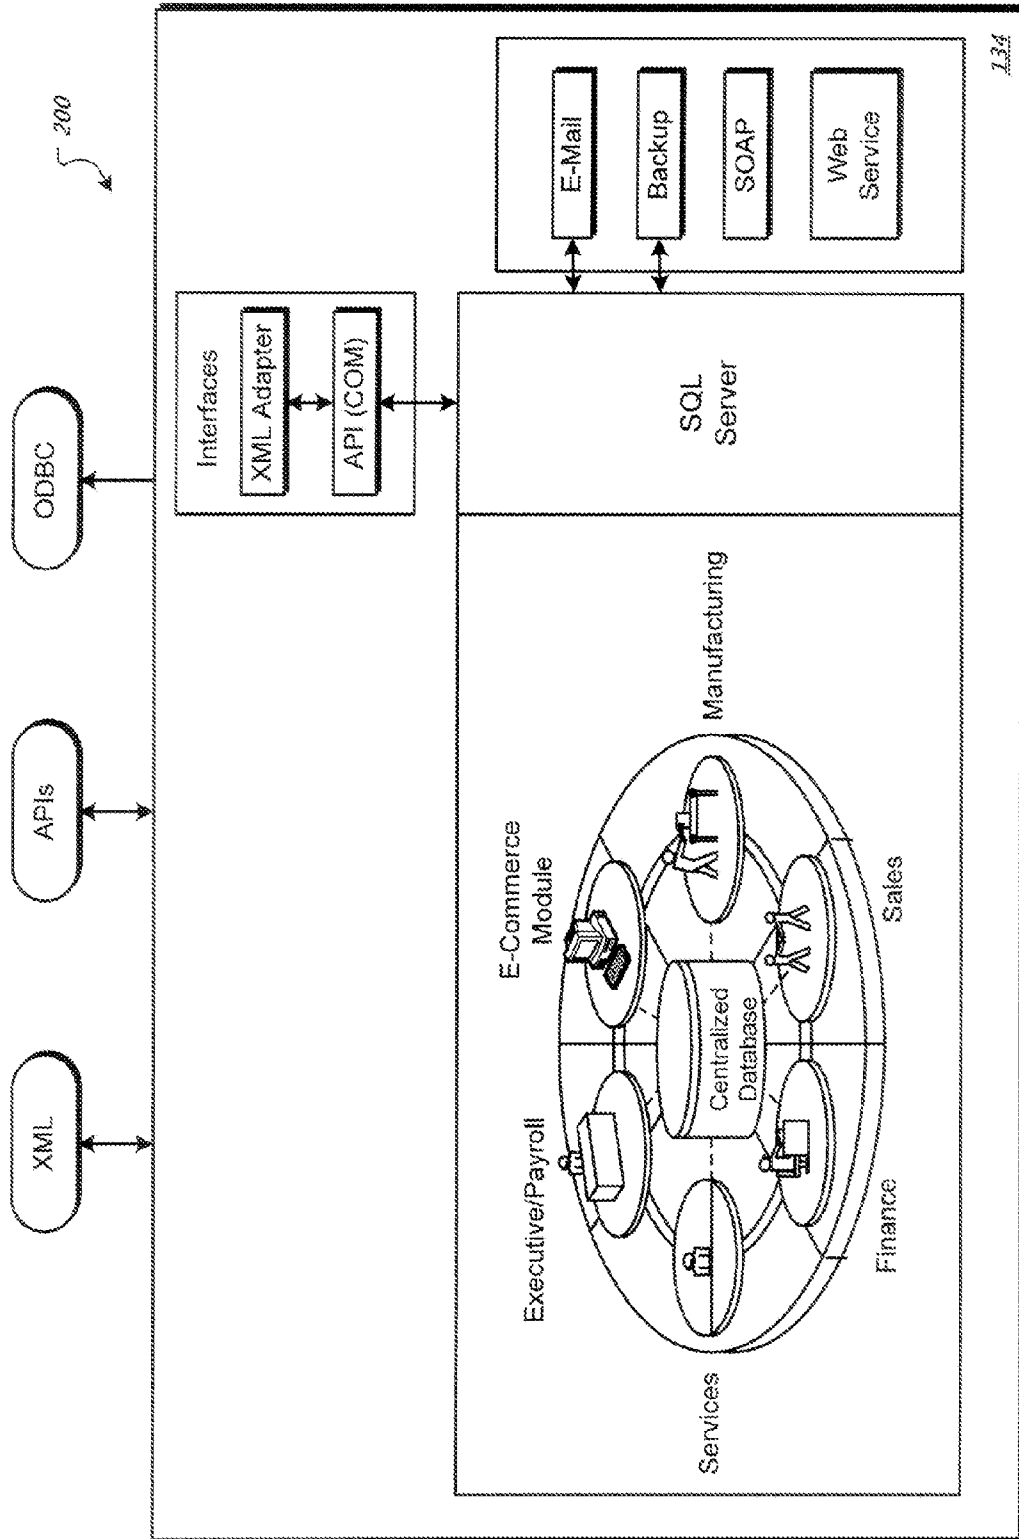 200
XML
APIs
ODBC
Interfaces
XML Adapter
API (COM)
Executive/Payroll
E-Commerce
Module
Services
Centralized
Database
Manufacturing
Finance
Sales
SQL
Server
E-Mail
Backup
SOAP
Web
Service
134